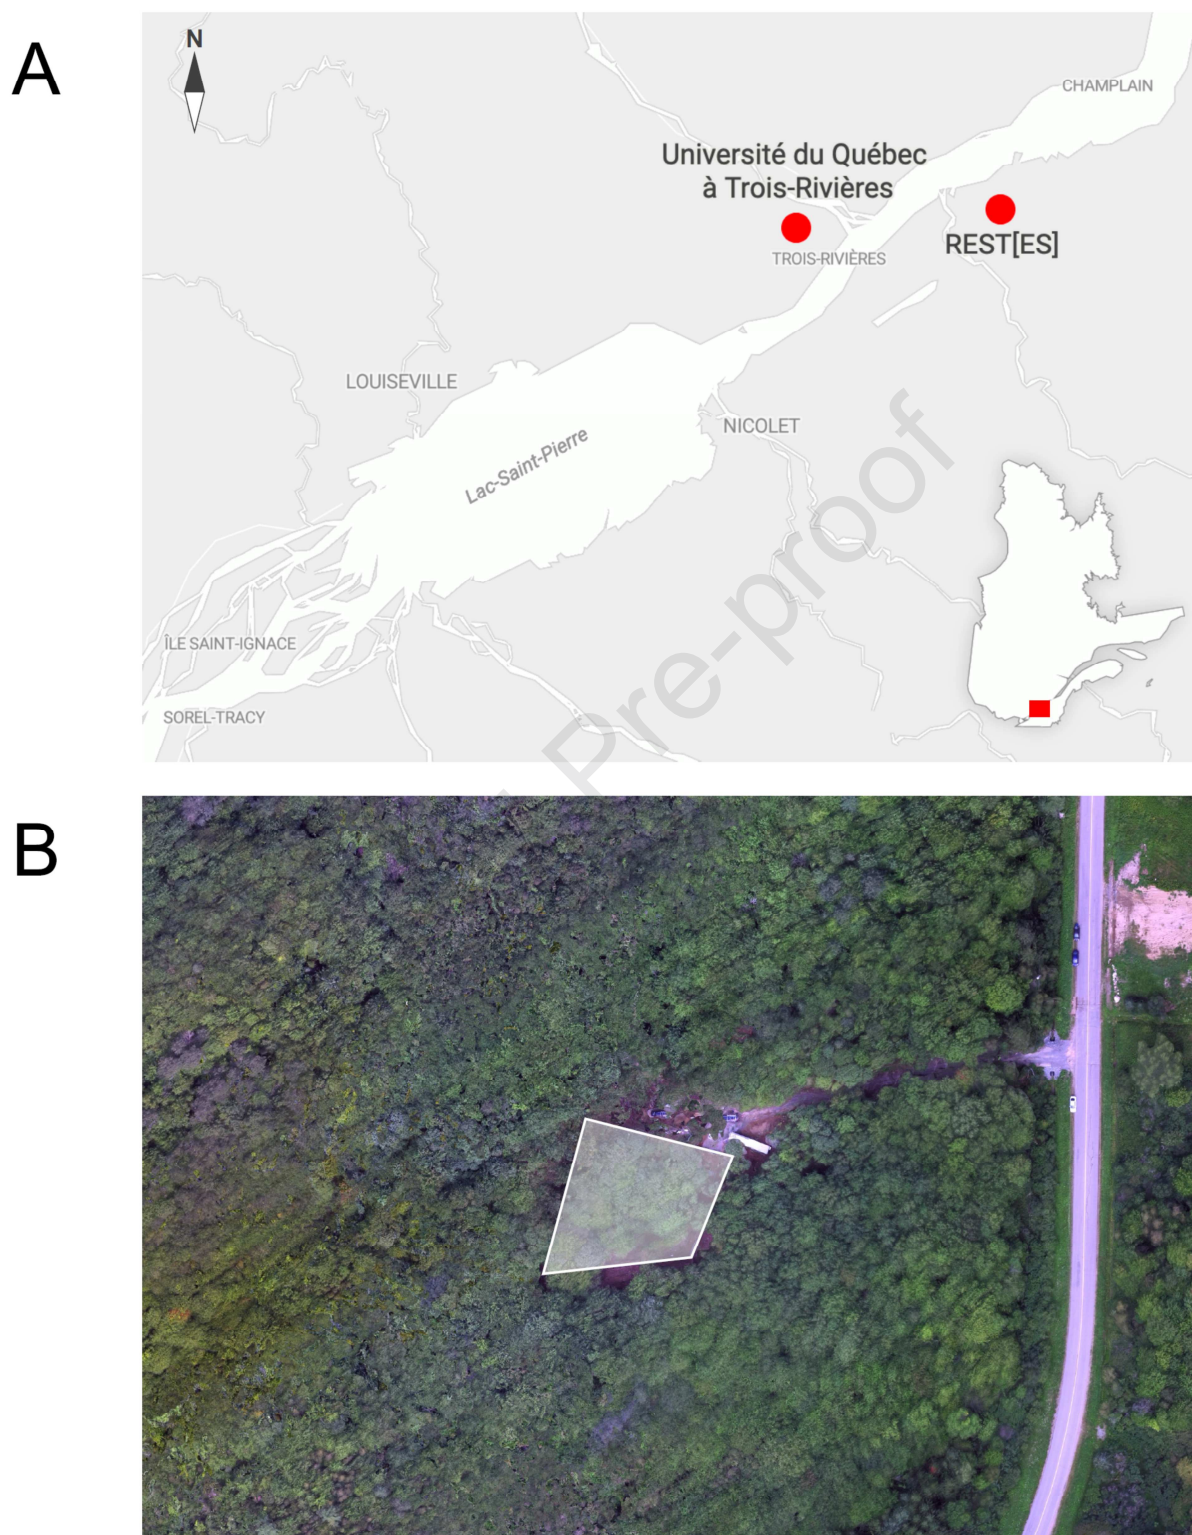 A
N
CHAMPLAIN
Université du Québec
à Trois-Rivières
REST[ES]
TROIS-RIVIÈRES
LOUISEVILLE
NICOLET
Lac-Saint-Pierre
ÎLE SAINT-IGNACE
SOREL-TRACY
Pre-proof
B